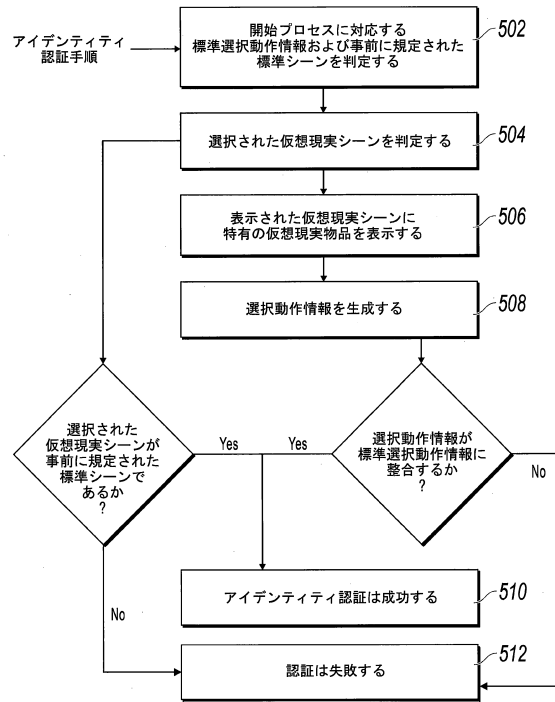 アイデンティティ
認証手順
開始プロセスに対応する
標準選択動作情報および事前に規定された
標準シーンを判定する
502
選択された仮想現実シーンを判定する
504
表示された仮想現実シーンに
特有の仮想現実物品を表示する
506
選択動作情報を生成する
508
選択された
仮想現実シーンが
事前に規定された
標準シーンで
あるか
?
Yes
Yes
選択動作情報が
標準選択動作情報に
整合するか
?
No
アイデンティティ認証は成功する
510
No
認証は失敗する
512